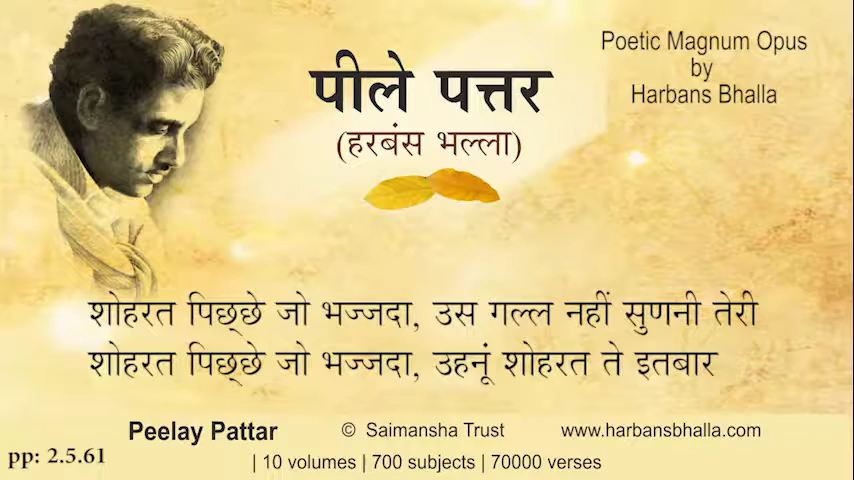 पीले पत्तर
(हरबंस भल्ला)
Poetic Magnum Opus
by
Harbans Bhalla
शोहरत पिछ्छे जो भज्जदा, उस गल्ल नहीं सुणनी तेरी
शोहरत पिछ्छे जो भज्जदा, उहनूं शोहरत ते इतबार
Peelay Pattar © Saimansha Trust www.harbansbhalla.com
pp: 2.5.61
| 10 volumes | 700 subjects | 70000 verses